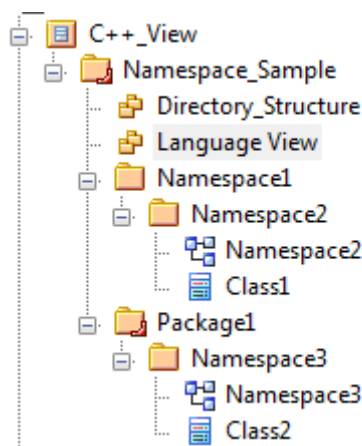 C++_View
Namespace_Sample
Directory_Structure
Language View
Namespace1
Namespace2
Namespace2
Class1
Package1
Namespace3
Namespace3
Class2